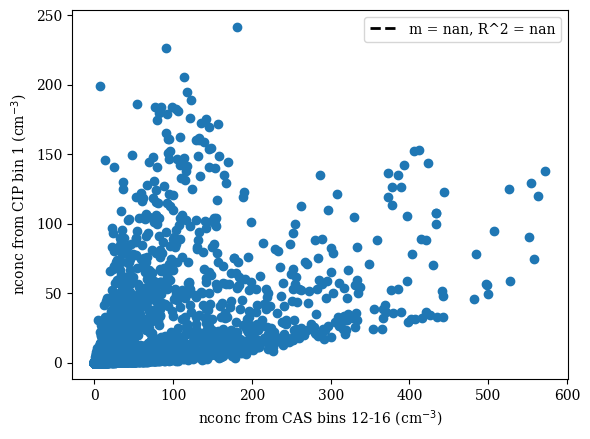 250
200
150
100
50
0
nconc from CIP bin 1 (cm⁻³)
m = nan, R^2 = nan
0 100 200 300 400 500 600
nconc from CAS bins 12-16 (cm⁻³)